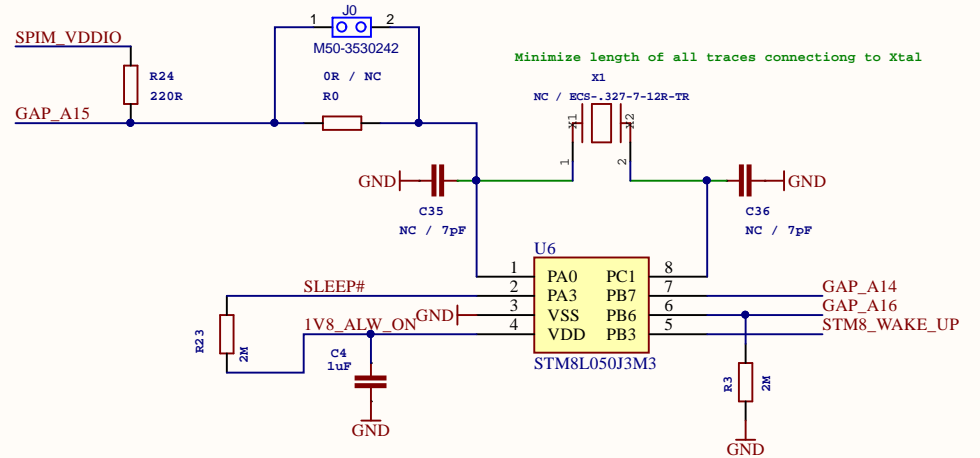 J0
1 2
M50-3530242
SPIM_VDDIO
R24
220R
0R / NC
R0
GAP_A15
Minimize length of all traces connectiong to Xtal
X1
NC / ECS-.327-7-12R-TR
X1 X2
1 2
GND
C35
NC / 7pF
GND
C36
NC / 7pF
U6
1 PA0 PC1 8
2 PA3 PB7 7
3 VSS PB6 6
4 VDD PB3 5
STM8L050J3M3
SLEEP#
GND
1V8_ALW_ON
R23
2M
C4
1uF
GND
GAP_A14
GAP_A16
STM8_WAKE_UP
R3
2M
GND